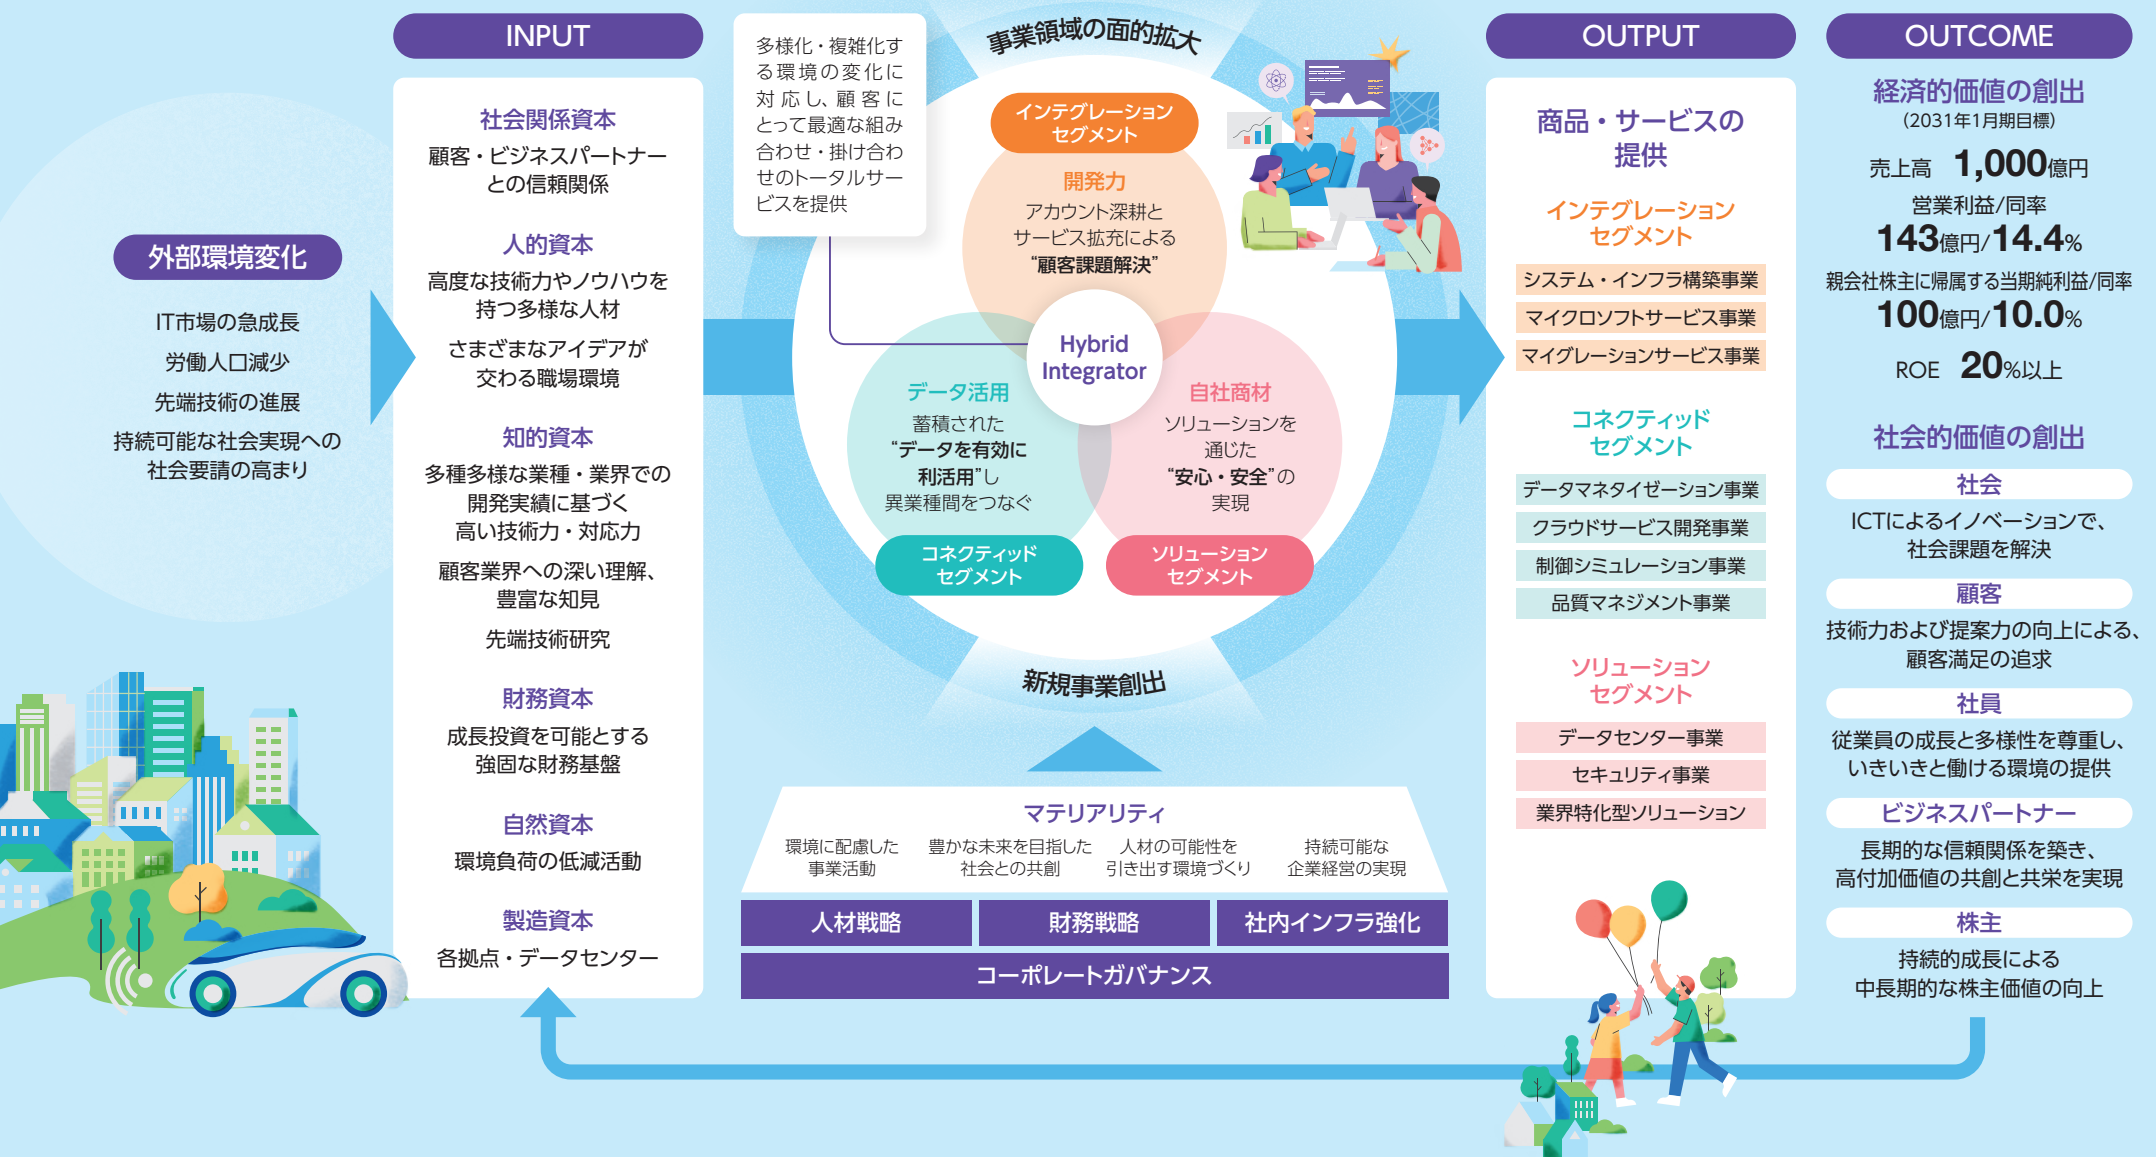 外部環境変化
IT市場の急成長
労働人口減少
先端技術の進展
持続可能な社会実現への
社会要請の高まり
INPUT
社会関係資本
顧客・ビジネスパートナー
との信頼関係
人的資本
高度な技術力やノウハウを
持つ多様な人材
さまざまなアイデアが
交わる職場環境
知的資本
多種多様な業種・業界での
開発実績に基づく
高い技術力・対応力
顧客業界への深い理解、
豊富な知見
先端技術研究
財務資本
成長投資を可能とする
強固な財務基盤
自然資本
環境負荷の低減活動
製造資本
各拠点・データセンター
多様化・複雑化す
る環境の変化に
対応し、顧客に
とって最適な組み
合わせ・掛け合わ
せのトータルサー
ビスを提供
事業領域の面的拡大
インテグレーション
セグメント
開発力
アカウント深耕と
サービス拡充による
“顧客課題解決”
Hybrid
Integrator
データ活用
蓄積された
“データを有効に
利活用”し
異業種間をつなぐ
コネクティッド
セグメント
自社商材
ソリューションを
通じた
“安心・安全”の
実現
ソリューション
セグメント
新規事業創出
マテリアリティ
環境に配慮した
事業活動
豊かな未来を目指した
社会との共創
人材の可能性を
引き出す環境づくり
持続可能な
企業経営の実現
人材戦略
財務戦略
社内インフラ強化
コーポレートガバナンス
OUTPUT
商品・サービスの
提供
インテグレーション
セグメント
システム・インフラ構築事業
マイクロソフトサービス事業
マイグレーションサービス事業
コネクティッド
セグメント
データマネタイゼーション事業
クラウドサービス開発事業
制御シミュレーション事業
品質マネジメント事業
ソリューション
セグメント
データセンター事業
セキュリティ事業
業界特化型ソリューション
OUTCOME
経済的価値の創出
(2031年1月期目標)
売上高 1,000億円
営業利益/同率
143億円/14.4%
親会社株主に帰属する当期純利益/同率
100億円/10.0%
ROE 20%以上
社会的価値の創出
社会
ICTによるイノベーションで、
社会課題を解決
顧客
技術力および提案力の向上による、
顧客満足の追求
社員
従業員の成長と多様性を尊重し、
いきいきと働ける環境の提供
ビジネスパートナー
長期的な信頼関係を築き、
高付加価値の共創と共栄を実現
株主
持続的成長による
中長期的な株主価値の向上